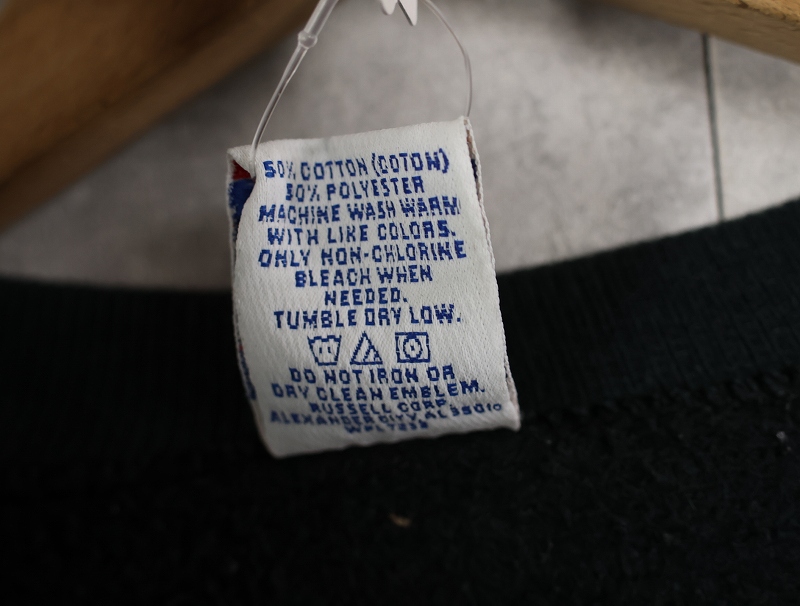 50% COTTON (COTON)
50% POLYESTER
MACHINE WASH WARM
WITH LIKE COLORS.
ONLY NON-CHLORINE
BLEACH WHEN
NEEDED.
TUMBLE DRY LOW.
DO NOT IRON OR
DRY CLEAN EMBLEM.
RUSSELL CORP.
ALEXANDER CITY, AL 35010